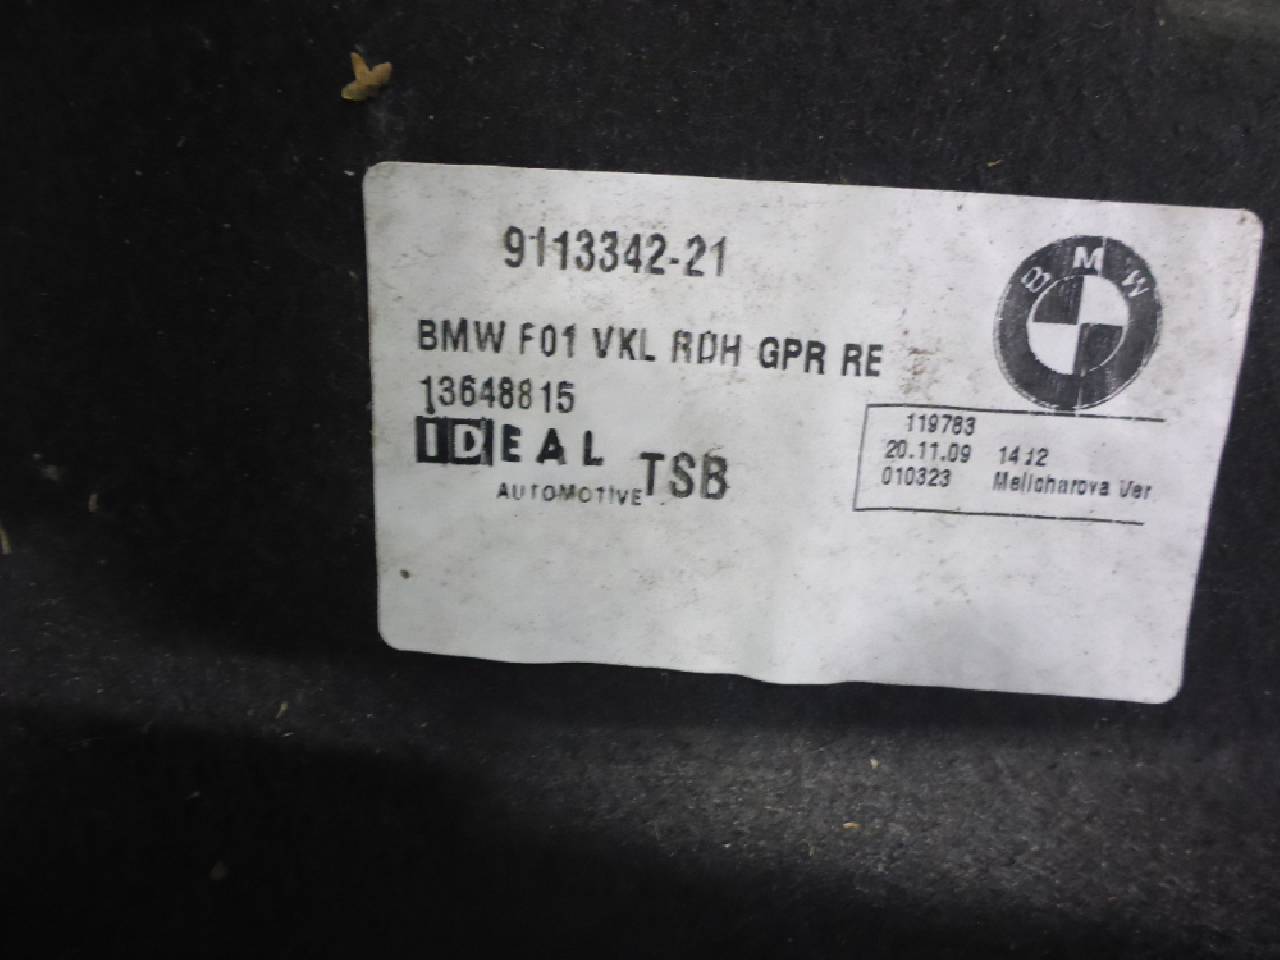 9113342-21
BMW
BMW F01 VKL RDH GPR RE
13648815
IDEAL
AUTOMOTIVE TSB
119783
20.11.09 14:12
010323 Melicharova Ver